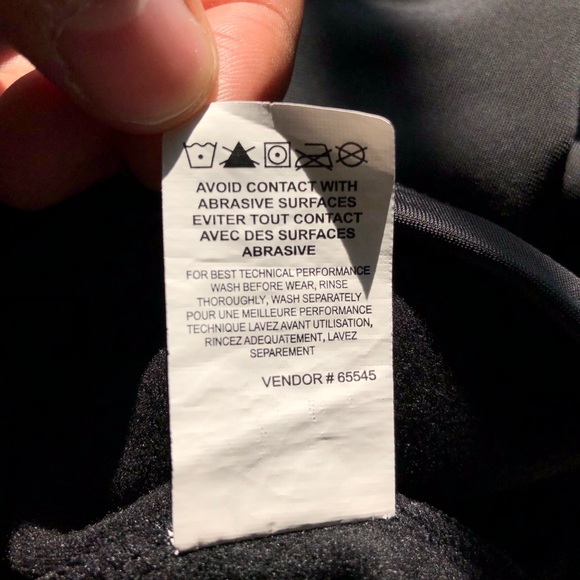 AVOID CONTACT WITH
ABRASIVE SURFACES
EVITER TOUT CONTACT
AVEC DES SURFACES
ABRASIVE
FOR BEST TECHNICAL PERFORMANCE
WASH BEFORE WEAR, RINSE
THOROUGHLY, WASH SEPARATELY
POUR UNE MEILLEURE PERFORMANCE
TECHNIQUE LAVEZ AVANT UTILISATION,
RINCEZ ADEQUATEMENT, LAVEZ
SEPAREMENT
VENDOR # 65545